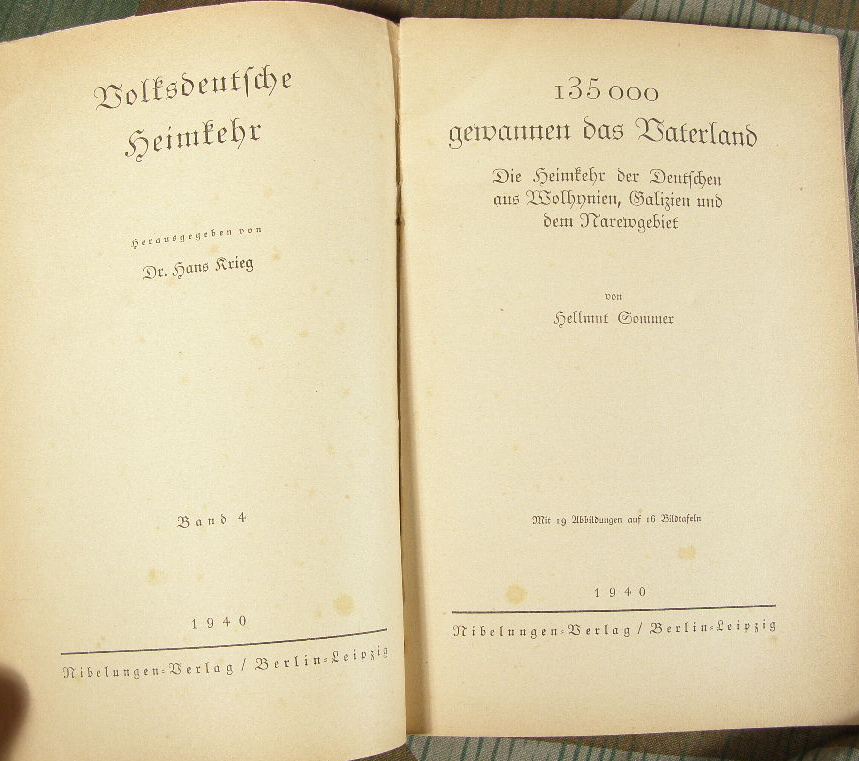 Volksdeutsche
Heimkehr
Herausgegeben von
Dr. Hans Krieg
Band 4
1940
Nibelungen-Verlag / Berlin-Leipzig
135 000
gewannen das Vaterland
Die Heimkehr der Deutschen
aus Wolhynien, Galizien und
dem Narewgebiet
von
Hellmut Sommer
Mit 19 Abbildungen auf 16 Bildtafeln
1940
Nibelungen-Verlag / Berlin-Leipzig